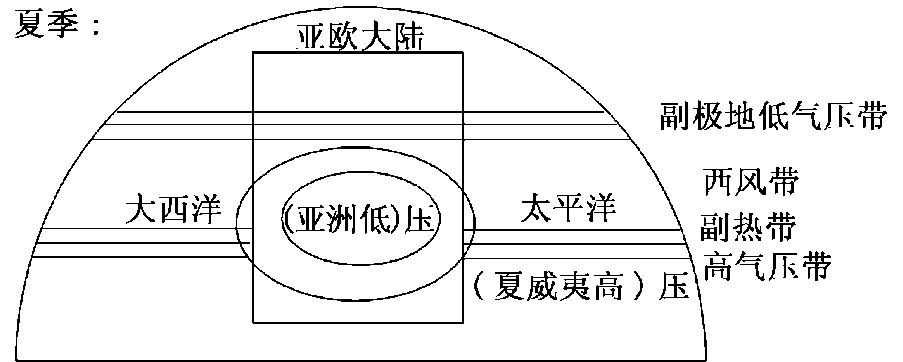 夏季：
亚欧大陆
副极地低气压带
西风带
大西洋
(亚洲低)压
太平洋
副热带
高气压带
（夏威夷高）压